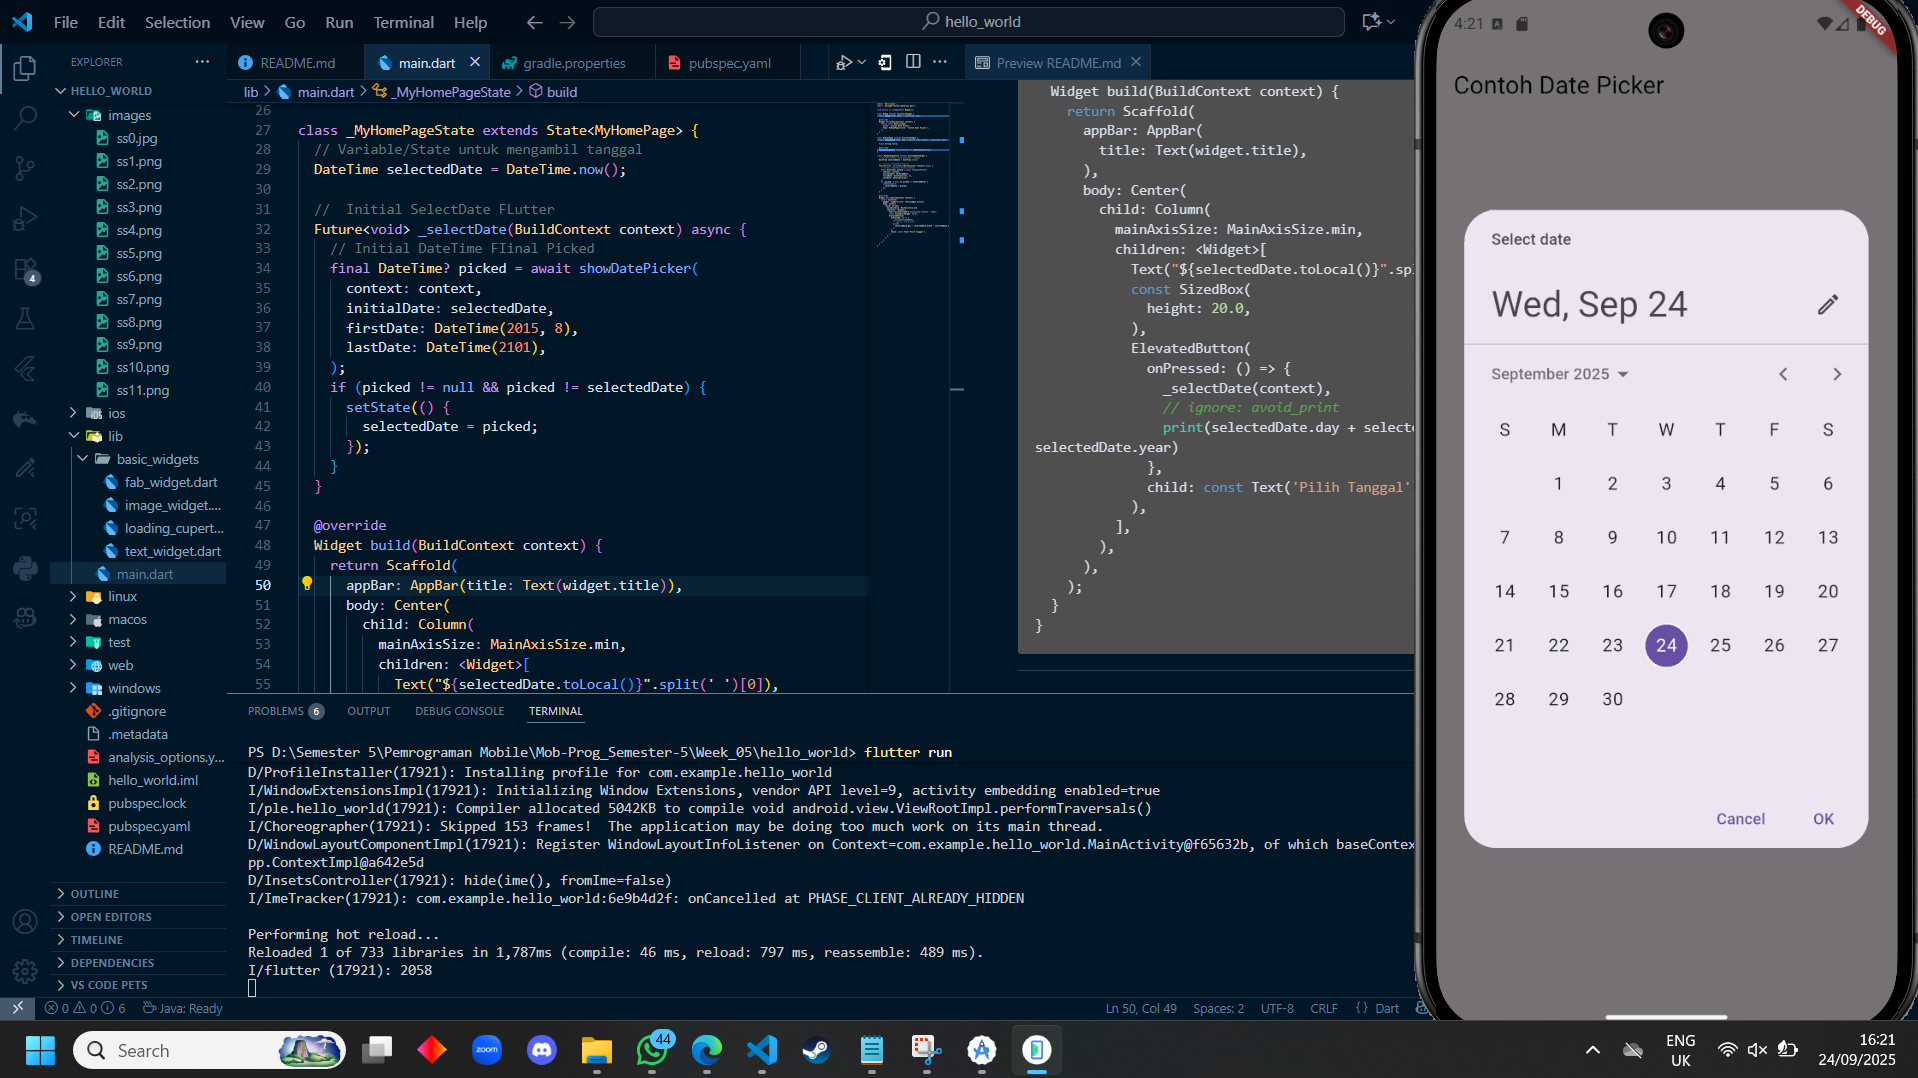 File Edit Selection View Go Run Terminal Help
hello_world
EXPLORER
HELLO_WORLD
images
ss0.jpg
ss1.png
ss2.png
ss3.png
ss4.png
ss5.png
ss6.png
ss7.png
ss8.png
ss9.png
ss10.png
ss11.png
ios
lib
basic_widgets
fab_widget.dart
image_widget....
loading_cupert...
text_widget.dart
main.dart
linux
macos
test
web
windows
.gitignore
.metadata
analysis_options.y...
hello_world.iml
pubspec.lock
pubspec.yaml
README.md
OUTLINE
OPEN EDITORS
TIMELINE
DEPENDENCIES
VS CODE PETS
4
README.md main.dart gradle.properties pubspec.yaml
lib main.dart _MyHomePageState build
26
27 class _MyHomePageState extends State<MyHomePage> {
28 // Variable/State untuk mengambil tanggal
29 DateTime selectedDate = DateTime.now();
30
31 //  Initial SelectDate FLutter
32 Future<void> _selectDate(BuildContext context) async {
33 // Initial DateTime FIinal Picked
34 final DateTime? picked = await showDatePicker(
35 context: context,
36 initialDate: selectedDate,
37 firstDate: DateTime(2015, 8),
38 lastDate: DateTime(2101),
39 );
40 if (picked != null && picked != selectedDate) {
41 setState(() {
42 selectedDate = picked;
43 });
44 }
45 }
46
47 @override
48 Widget build(BuildContext context) {
49 return Scaffold(
50 appBar: AppBar(title: Text(widget.title)),
51 body: Center(
52 child: Column(
53 mainAxisSize: MainAxisSize.min,
54 children: <Widget>[
55 Text("${selectedDate.toLocal()}".split(' ')[0]),
Preview README.md
Widget build(BuildContext context) {
return Scaffold(
appBar: AppBar(
title: Text(widget.title),
),
body: Center(
child: Column(
mainAxisSize: MainAxisSize.min,
children: <Widget>[
Text("${selectedDate.toLocal()}".spl
const SizedBox(
height: 20.0,
),
ElevatedButton(
onPressed: () => {
_selectDate(context),
// ignore: avoid_print
print(selectedDate.day + select
selectedDate.year)
},
child: const Text('Pilih Tanggal'
),
],
),
),
);
}
}
PROBLEMS 6 OUTPUT DEBUG CONSOLE TERMINAL
PS D:\Semester 5\Pemrograman Mobile\Mob-Prog_Semester-5\Week_05\hello_world> flutter run
D/ProfileInstaller(17921): Installing profile for com.example.hello_world
I/WindowExtensionsImpl(17921): Initializing Window Extensions, vendor API level=9, activity embedding enabled=true
I/ple.hello_world(17921): Compiler allocated 5042KB to compile void android.view.ViewRootImpl.performTraversals()
I/Choreographer(17921): Skipped 153 frames!  The application may be doing too much work on its main thread.
D/WindowLayoutComponentImpl(17921): Register WindowLayoutInfoListener on Context=com.example.hello_world.MainActivity@f65632b, of which baseContex
pp.ContextImpl@a642e5d
D/InsetsController(17921): hide(ime(), fromIme=false)
I/ImeTracker(17921): com.example.hello_world:6e9b4d2f: onCancelled at PHASE_CLIENT_ALREADY_HIDDEN
Performing hot reload...
Reloaded 1 of 733 libraries in 1,787ms (compile: 46 ms, reload: 797 ms, reassemble: 489 ms).
I/flutter (17921): 2058
0 0 6 Java: Ready
Ln 50, Col 49 Spaces: 2 UTF-8 CRLF {} Dart
4:21
DEBUG
Contoh Date Picker
Select date
Wed, Sep 24
September 2025
S M T W T F S
1 2 3 4 5 6
7 8 9 10 11 12 13
14 15 16 17 18 19 20
21 22 23 24 25 26 27
28 29 30
Cancel OK
Search
zoom
44
ENG
UK
16:21
24/09/2025